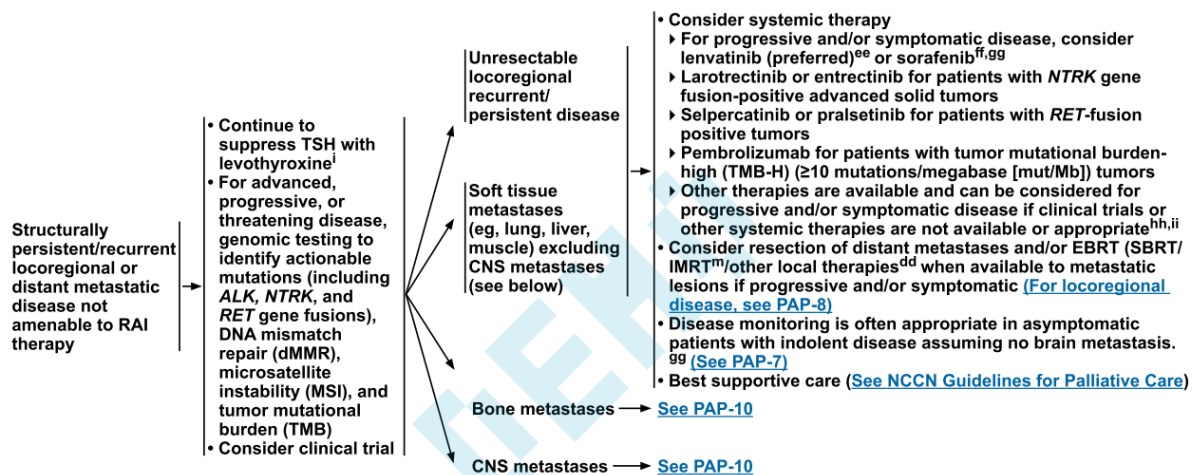 Structurally
persistent/recurrent
locoregional or
distant metastatic
disease not
amenable to RAI
therapy
• Continue to
suppress TSH with
levothyroxineⁱ
• For advanced,
progressive, or
threatening disease,
genomic testing to
identify actionable
mutations (including
ALK, NTRK, and
RET gene fusions),
DNA mismatch
repair (dMMR),
microsatellite
instability (MSI), and
tumor mutational
burden (TMB)
• Consider clinical trial
Unresectable
locoregional
recurrent/
persistent disease
Soft tissue
metastases
(eg, lung, liver,
muscle) excluding
CNS metastases
(see below)
• Consider systemic therapy
▸ For progressive and/or symptomatic disease, consider
lenvatinib (preferred)ᵉᵉ or sorafenibᶠᶠ,ᵍᵍ
▸ Larotrectinib or entrectinib for patients with NTRK gene
fusion-positive advanced solid tumors
▸ Selpercatinib or pralsetinib for patients with RET-fusion
positive tumors
▸ Pembrolizumab for patients with tumor mutational burden-
high (TMB-H) (≥10 mutations/megabase [mut/Mb]) tumors
▸ Other therapies are available and can be considered for
progressive and/or symptomatic disease if clinical trials or
other systemic therapies are not available or appropriateʰʰ,ⁱⁱ
• Consider resection of distant metastases and/or EBRT (SBRT/
IMRTᵐ/other local therapiesᵈᵈ when available to metastatic
lesions if progressive and/or symptomatic (For locoregional
disease, see PAP-8)
• Disease monitoring is often appropriate in asymptomatic
patients with indolent disease assuming no brain metastasis.
ᵍᵍ (See PAP-7)
• Best supportive care (See NCCN Guidelines for Palliative Care)
Bone metastases → See PAP-10
CNS metastases → See PAP-10